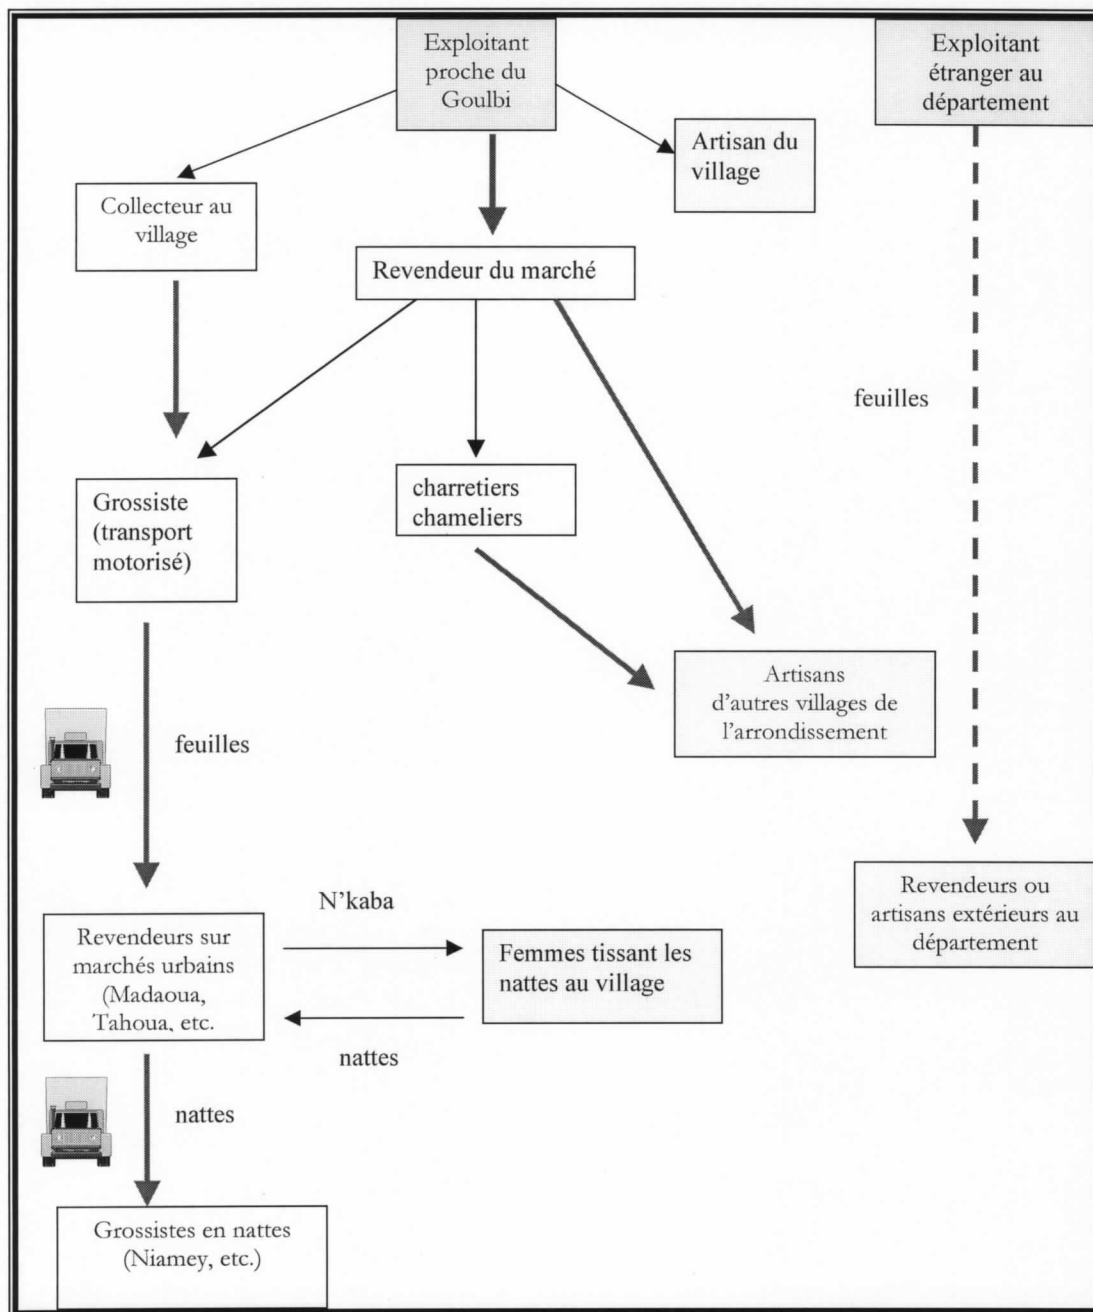 Exploitant
proche du
Goulbi
Exploitant
étranger au
département
Artisan du
village
Collecteur au
village
Revendeur du marché
feuilles
Grossiste
(transport
motorisé)
charretiers
chameliers
Artisans
d'autres villages de
l'arrondissement
feuilles
Revendeurs ou
artisans extérieurs au
département
N'kaba
Revendeurs sur
marchés urbains
(Madaoua,
Tahoua, etc.
Femmes tissant les
nattes au village
nattes
nattes
Grossistes en nattes
(Niamey, etc.)